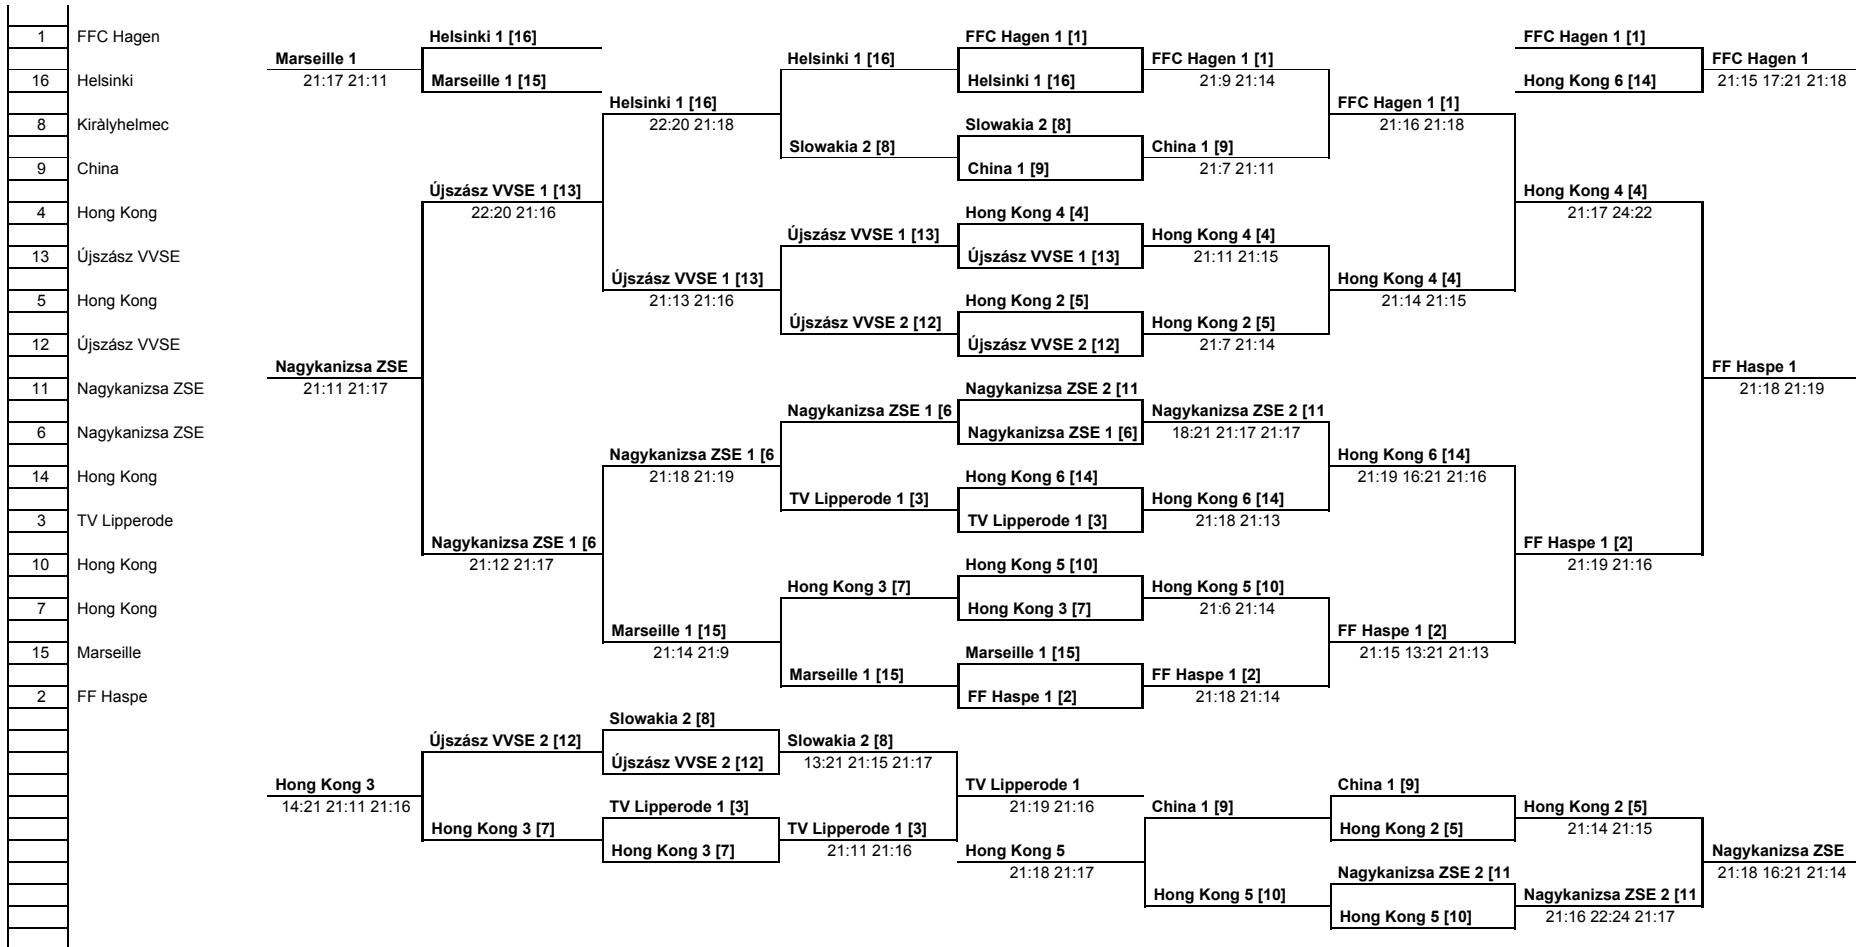 1 FFC Hagen Helsinki 1 [16] FFC Hagen 1 [1] FFC Hagen 1 [1]
Marseille 1 Helsinki 1 [16] FFC Hagen 1 [1] FFC Hagen 1
16 Helsinki 21:17 21:11 Marseille 1 [15] Helsinki 1 [16] 21:9 21:14 Hong Kong 6 [14] 21:15 17:21 21:18
Helsinki 1 [16] FFC Hagen 1 [1]
8 Kiràlyhelmec 22:20 21:18 Slowakia 2 [8] 21:16 21:18
Slowakia 2 [8] China 1 [9]
9 China China 1 [9] 21:7 21:11
Újszász VVSE 1 [13] Hong Kong 4 [4]
4 Hong Kong 22:20 21:16 Hong Kong 4 [4] 21:17 24:22
Újszász VVSE 1 [13] Hong Kong 4 [4]
13 Újszász VVSE Újszász VVSE 1 [13] 21:11 21:15
Újszász VVSE 1 [13] Hong Kong 4 [4]
5 Hong Kong 21:13 21:16 Hong Kong 2 [5] 21:14 21:15
Újszász VVSE 2 [12] Hong Kong 2 [5]
12 Újszász VVSE Újszász VVSE 2 [12] 21:7 21:14
Nagykanizsa ZSE FF Haspe 1
11 Nagykanizsa ZSE 21:11 21:17 Nagykanizsa ZSE 2 [11 21:18 21:19
Nagykanizsa ZSE 1 [6 Nagykanizsa ZSE 2 [11
6 Nagykanizsa ZSE Nagykanizsa ZSE 1 [6] 18:21 21:17 21:17
Nagykanizsa ZSE 1 [6 Hong Kong 6 [14]
14 Hong Kong 21:18 21:19 Hong Kong 6 [14] 21:19 16:21 21:16
TV Lipperode 1 [3] Hong Kong 6 [14]
3 TV Lipperode TV Lipperode 1 [3] 21:18 21:13
Nagykanizsa ZSE 1 [6 FF Haspe 1 [2]
10 Hong Kong 21:12 21:17 Hong Kong 5 [10] 21:19 21:16
Hong Kong 3 [7] Hong Kong 5 [10]
7 Hong Kong Hong Kong 3 [7] 21:6 21:14
Marseille 1 [15] FF Haspe 1 [2]
15 Marseille 21:14 21:9 Marseille 1 [15] 21:15 13:21 21:13
Marseille 1 [15] FF Haspe 1 [2]
2 FF Haspe FF Haspe 1 [2] 21:18 21:14
Slowakia 2 [8]
Újszász VVSE 2 [12] Slowakia 2 [8]
Újszász VVSE 2 [12] 13:21 21:15 21:17
Hong Kong 3 TV Lipperode 1 China 1 [9]
14:21 21:11 21:16 TV Lipperode 1 [3] 21:19 21:16 China 1 [9] Hong Kong 2 [5]
Hong Kong 3 [7] TV Lipperode 1 [3] Hong Kong 2 [5] 21:14 21:15
Hong Kong 3 [7] 21:11 21:16 Hong Kong 5 Nagykanizsa ZSE
21:18 21:17 Nagykanizsa ZSE 2 [11 21:18 16:21 21:14
Hong Kong 5 [10] Nagykanizsa ZSE 2 [11
Hong Kong 5 [10] 21:16 22:24 21:17